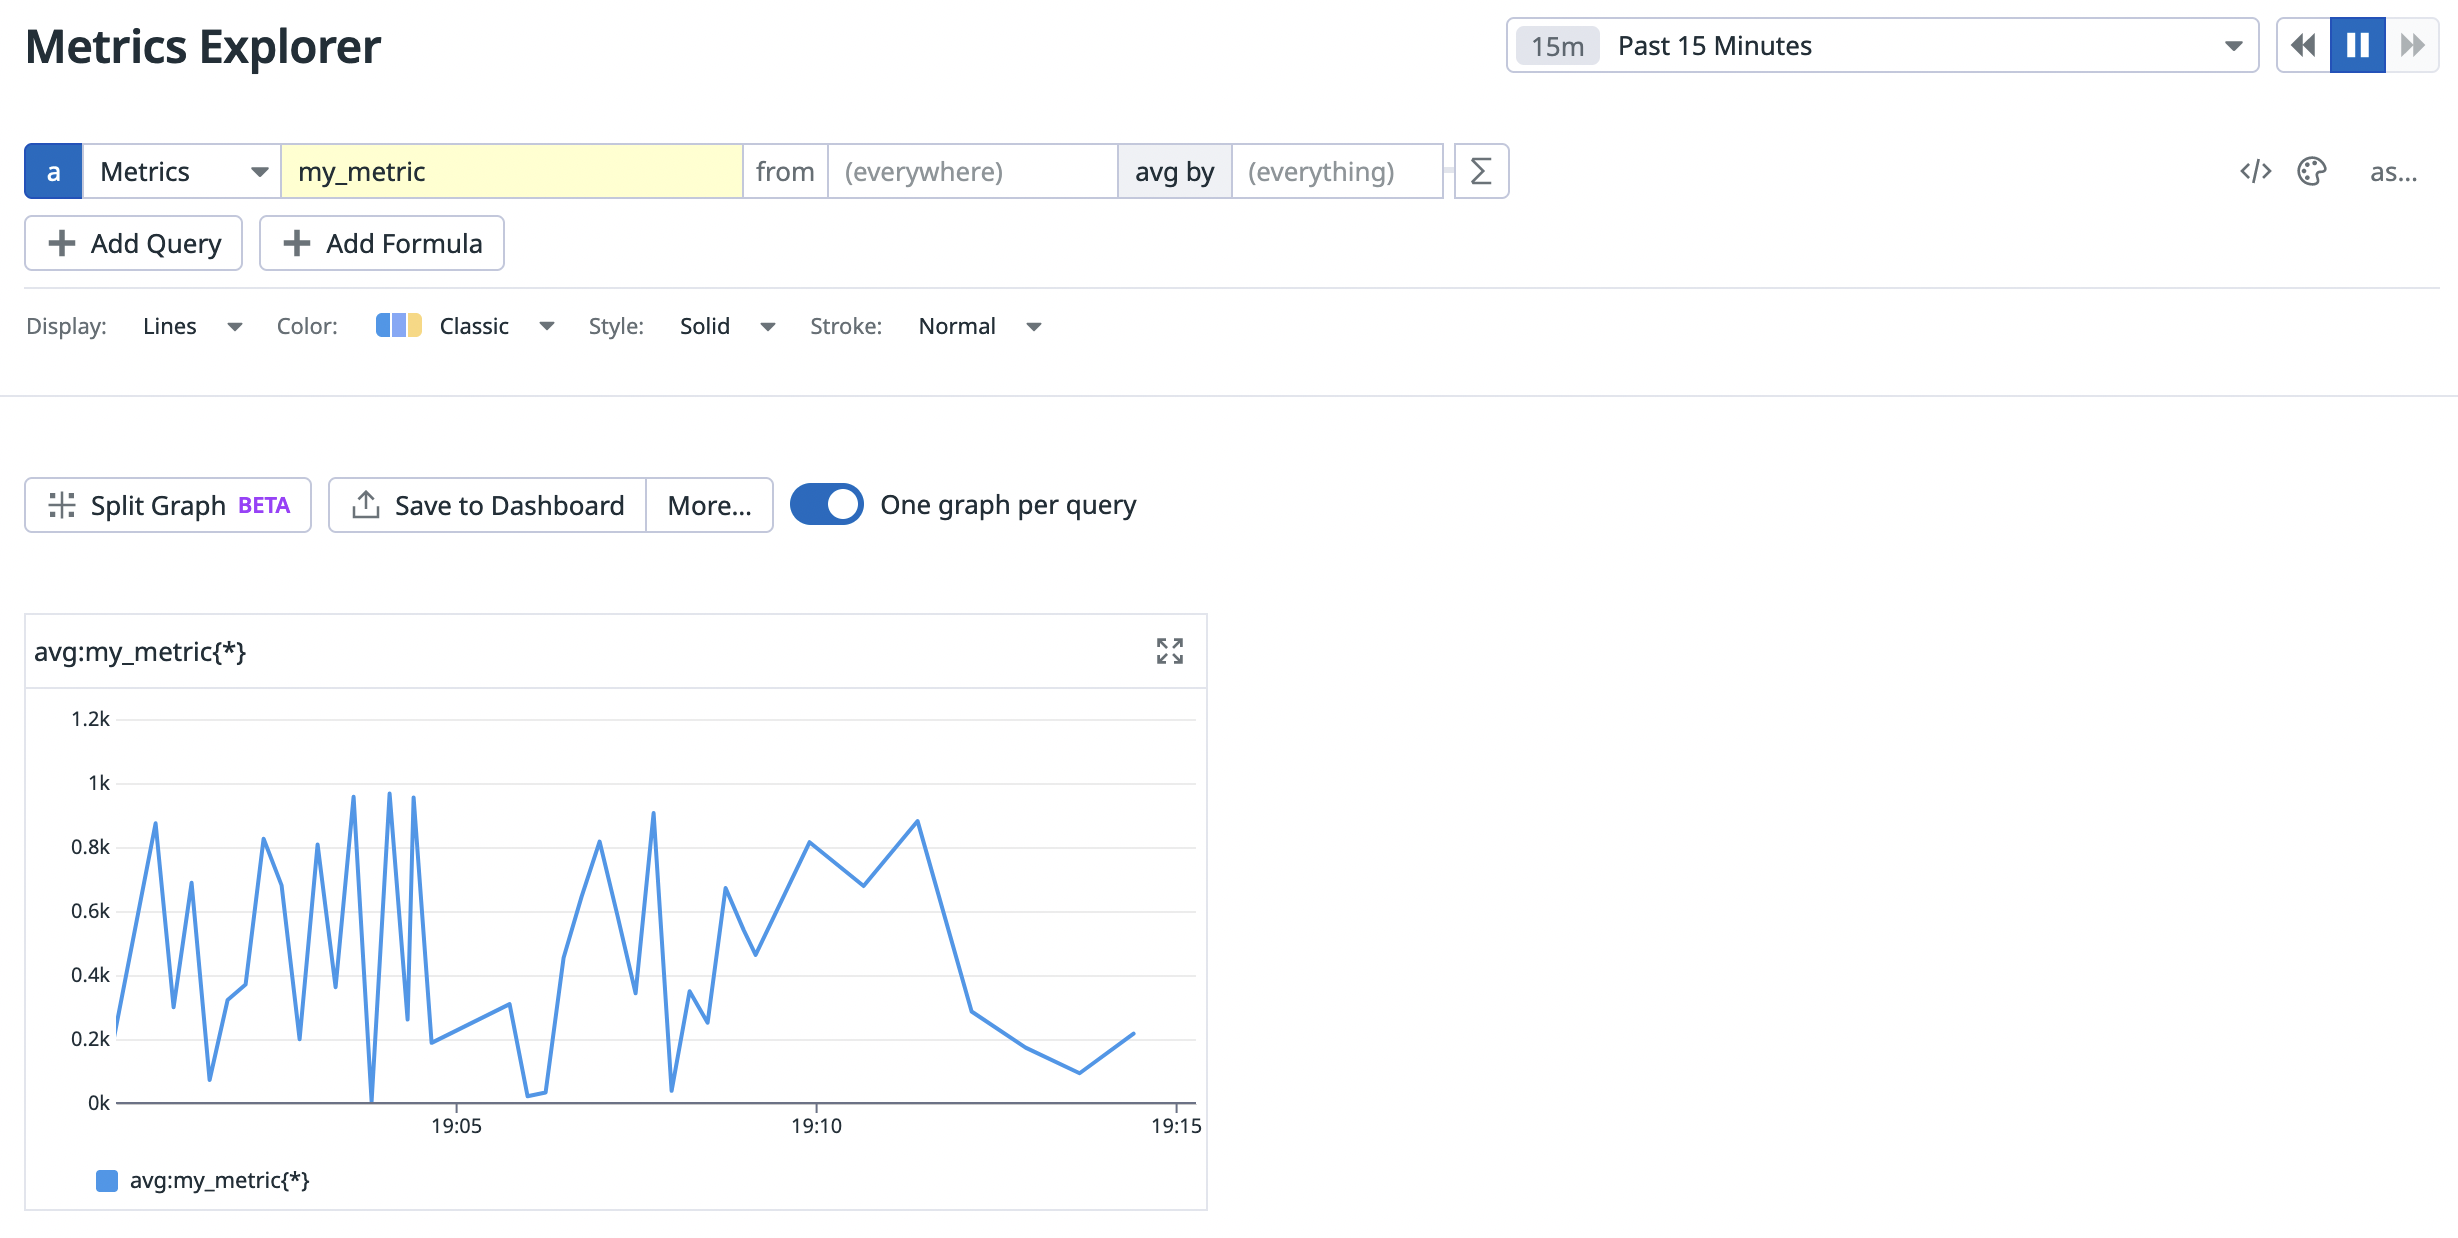 Metrics Explorer
15m Past 15 Minutes
a Metrics my_metric from (everywhere) avg by (everything) Σ </> as...
Add Query Add Formula
Display: Lines Color: Classic Style: Solid Stroke: Normal
Split Graph BETA Save to Dashboard More... One graph per query
avg:my_metric{*}
1.2k
1k
0.8k
0.6k
0.4k
0.2k
0k
19:05 19:10 19:15
avg:my_metric{*}